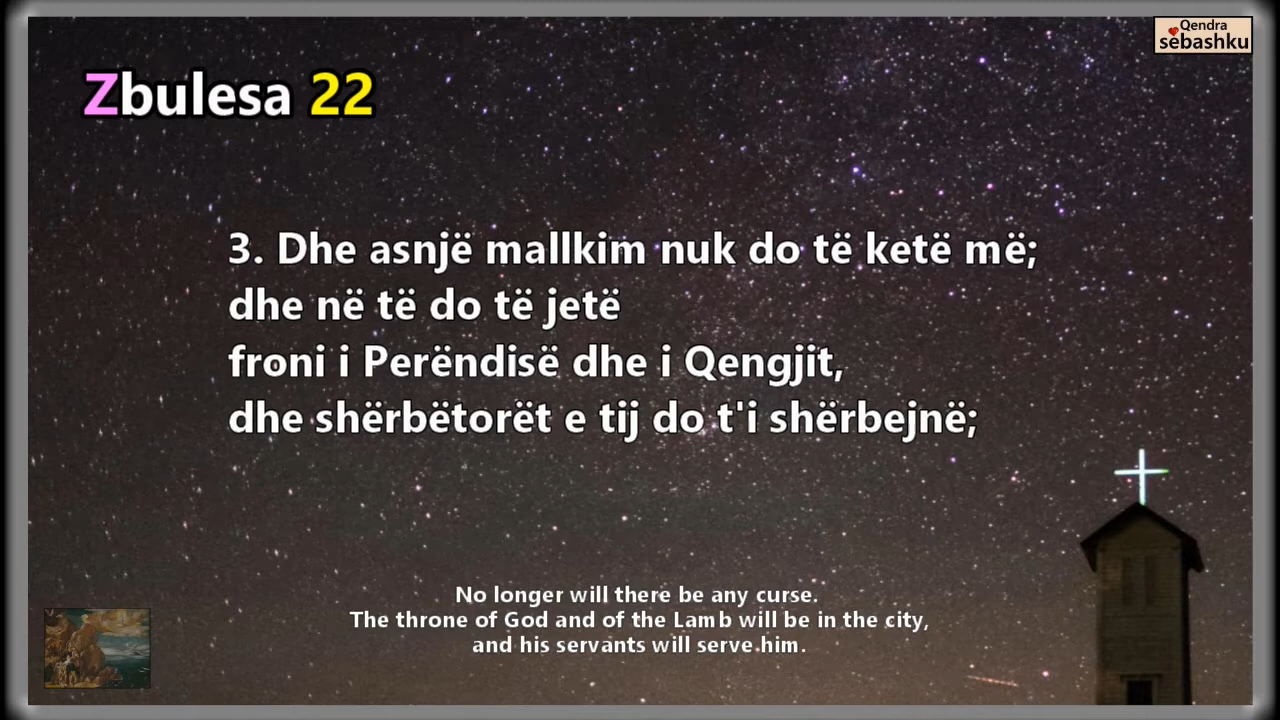 Qendra
sëbashku
Zbulesa 22
3. Dhe asnjë mallkim nuk do të ketë më;
dhe në të do të jetë
froni i Perëndisë dhe i Qengjit,
dhe shërbëtorët e tij do t'i shërbejnë;
No longer will there be any curse.
The throne of God and of the Lamb will be in the city,
and his servants will serve him.